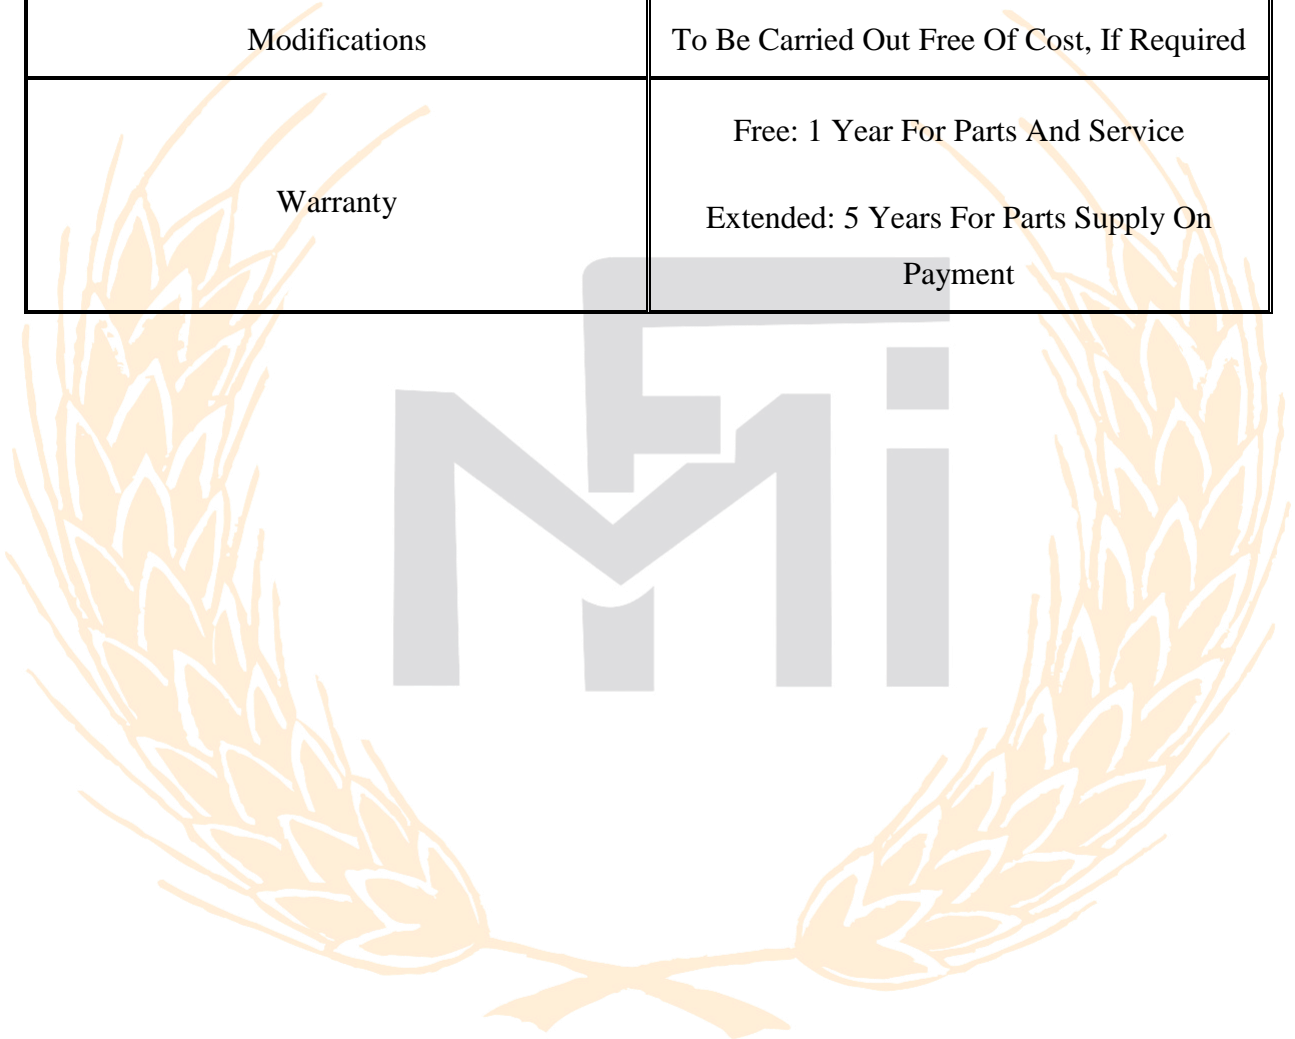 Modifications
To Be Carried Out Free Of Cost, If Required
Warranty
Free: 1 Year For Parts And Service
Extended: 5 Years For Parts Supply On
Payment
FMi